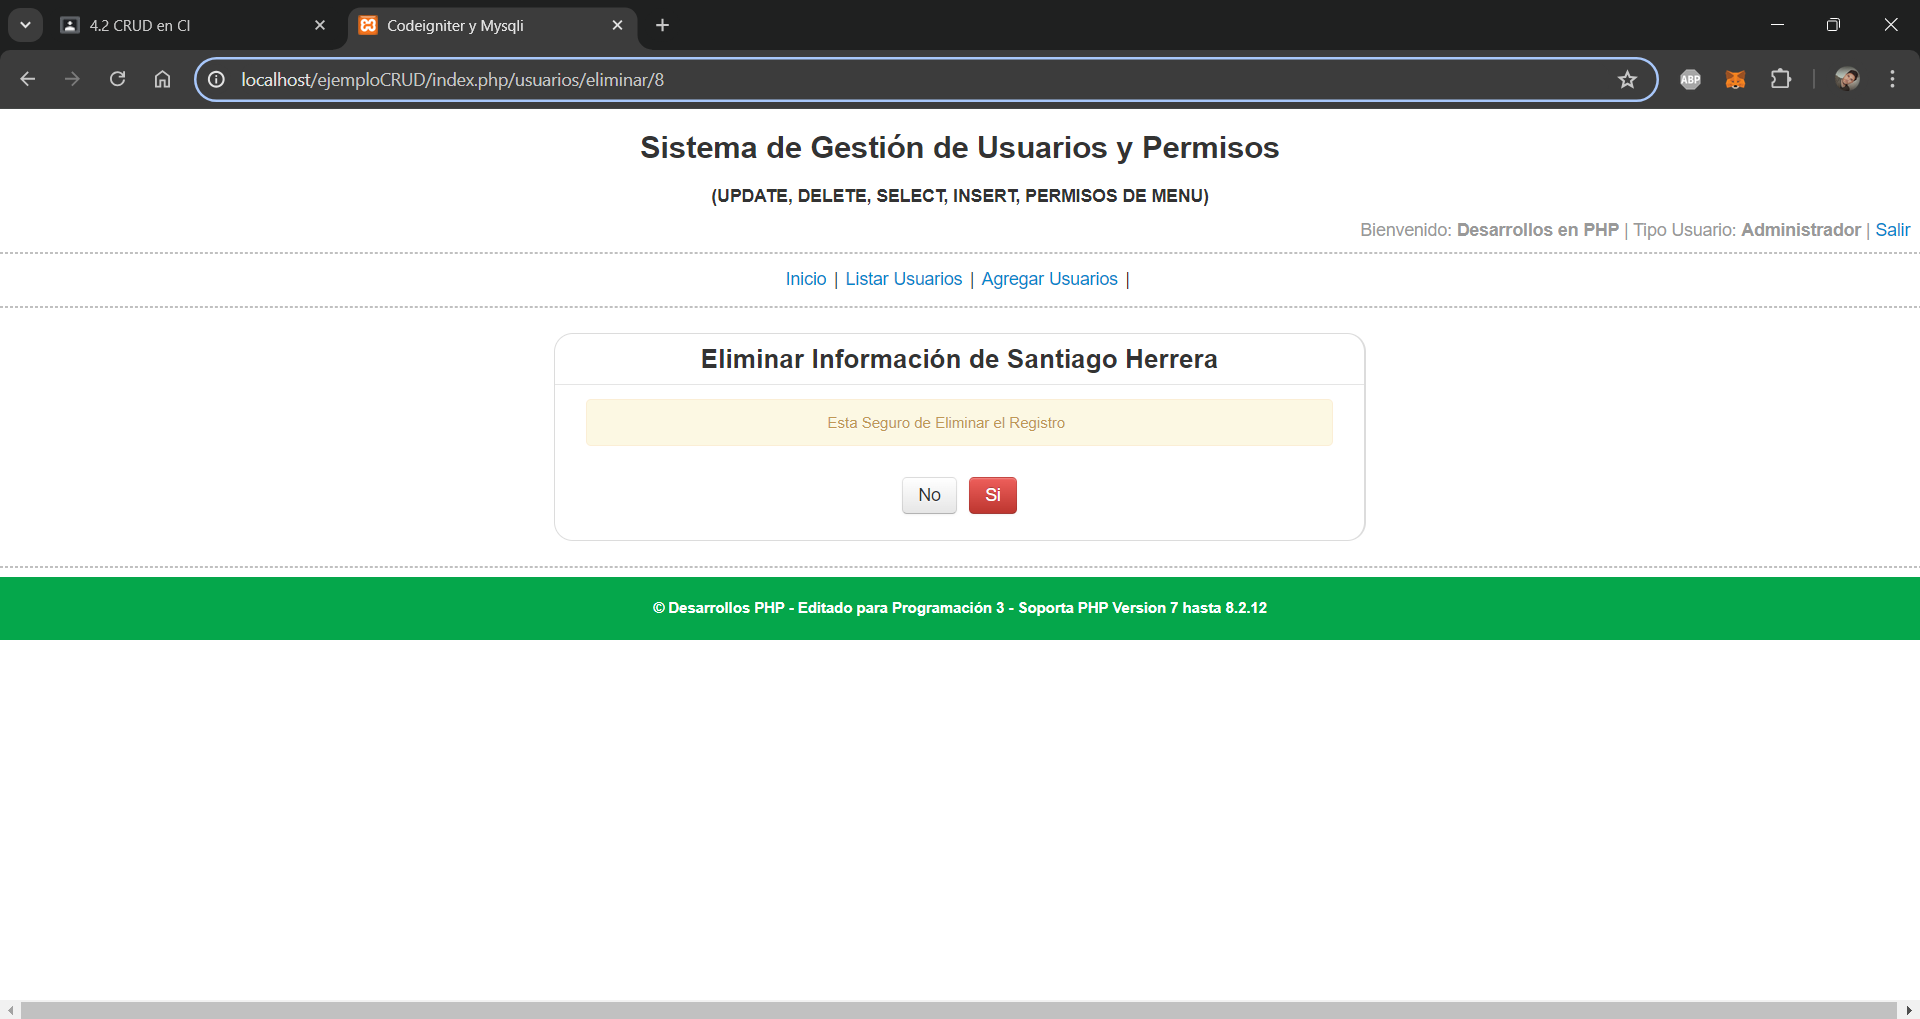 4.2 CRUD en CI
Codeigniter y Mysqli
localhost/ejemploCRUD/index.php/usuarios/eliminar/8
ABP
Sistema de Gestión de Usuarios y Permisos
(UPDATE, DELETE, SELECT, INSERT, PERMISOS DE MENU)
Bienvenido: Desarrollos en PHP | Tipo Usuario: Administrador | Salir
Inicio | Listar Usuarios | Agregar Usuarios |
Eliminar Información de Santiago Herrera
Esta Seguro de Eliminar el Registro
No Si
© Desarrollos PHP - Editado para Programación 3 - Soporta PHP Version 7 hasta 8.2.12